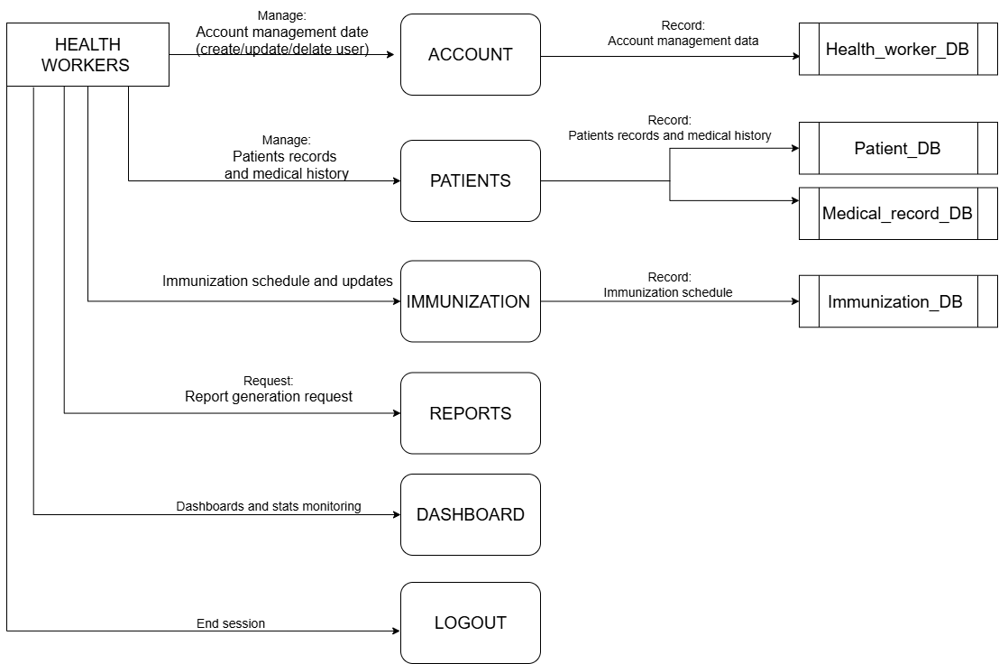 HEALTH
WORKERS
Manage:
Account management date
(create/update/delate user)
ACCOUNT
Record:
Account management data
Health_worker_DB
Manage:
Patients records
and medical history
PATIENTS
Record:
Patients records and medical history
Patient_DB
Medical_record_DB
Immunization schedule and updates
IMMUNIZATION
Record:
Immunization schedule
Immunization_DB
Request:
Report generation request
REPORTS
Dashboards and stats monitoring
DASHBOARD
End session
LOGOUT